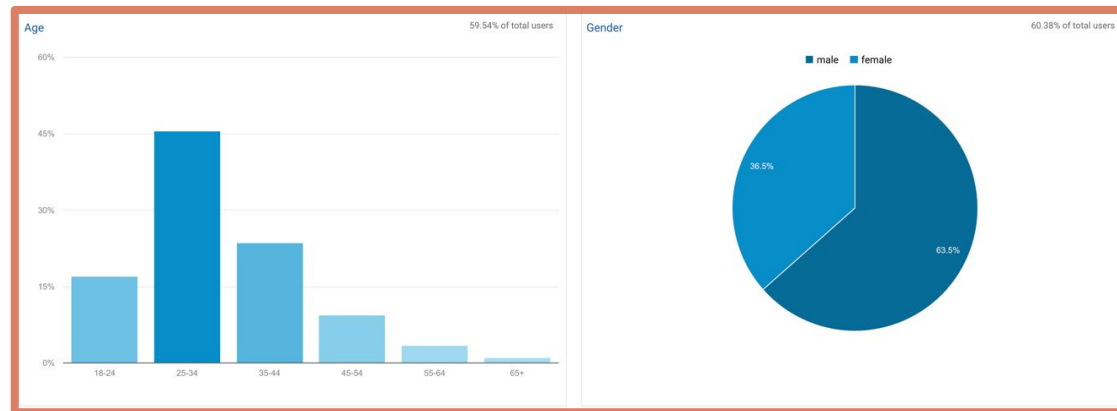 Age
59.54% of total users
60%
45%
30%
15%
0%
18-24 25-34 35-44 45-54 55-64 65+
Gender
60.38% of total users
male female
36.5%
63.5%